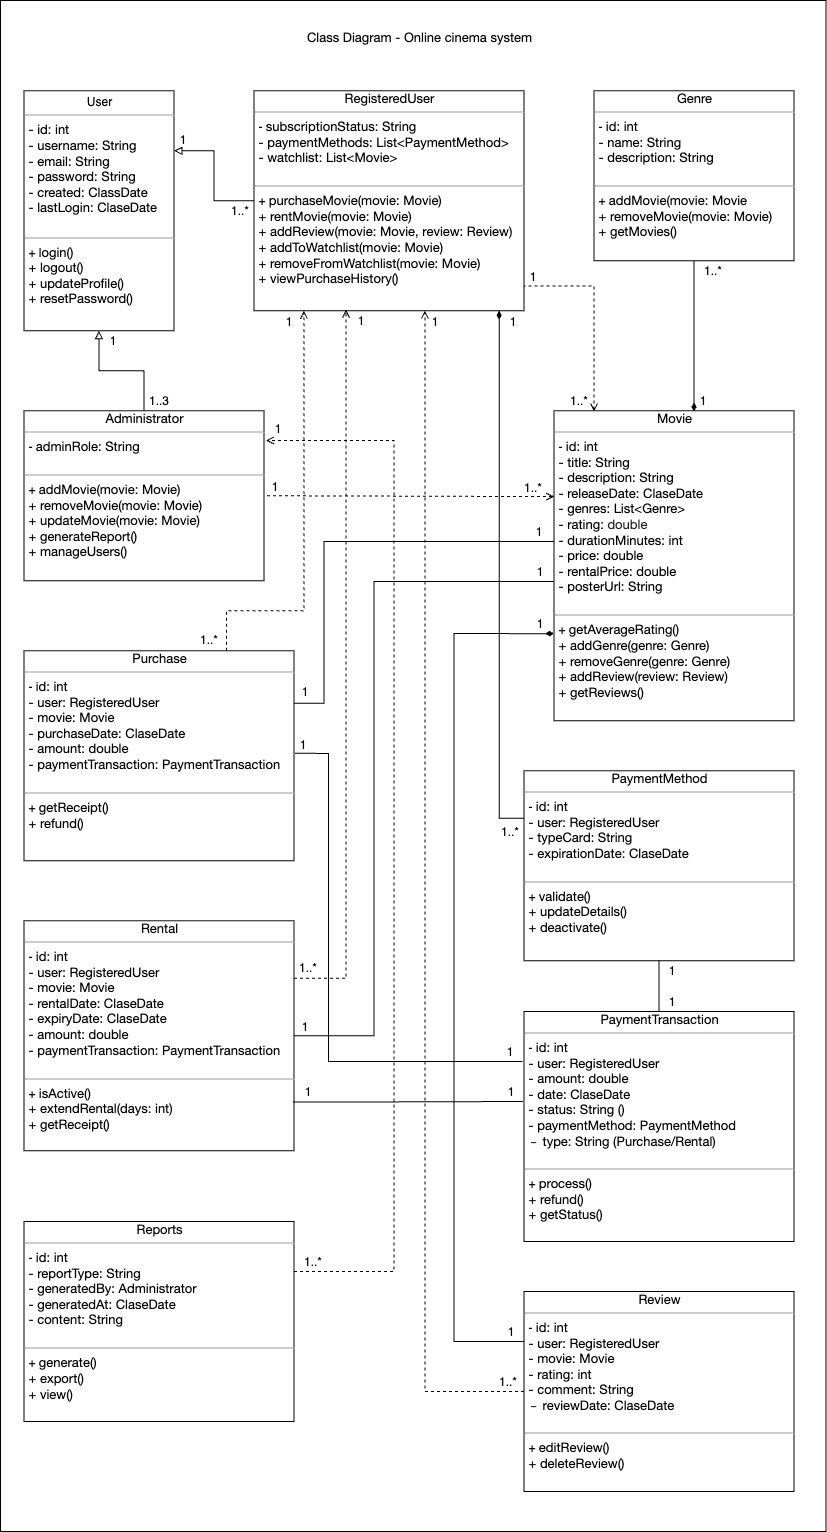 Class Diagram - Online cinema system
User
- id: int
- username: String
- email: String
- password: String
- created: ClassDate
- lastLogin: ClaseDate
+ login()
+ logout()
+ updateProfile()
+ resetPassword()
1
1..*
RegisteredUser
- subscriptionStatus: String
- paymentMethods: List<PaymentMethod>
- watchlist: List<Movie>
+ purchaseMovie(movie: Movie)
+ rentMovie(movie: Movie)
+ addReview(movie: Movie, review: Review)
+ addToWatchlist(movie: Movie)
+ removeFromWatchlist(movie: Movie)
+ viewPurchaseHistory()
Genre
- id: int
- name: String
- description: String
+ addMovie(movie: Movie
+ removeMovie(movie: Movie)
+ getMovies()
1
1..*
1
1
1
1
1
1..3
1..*
1
Administrator
- adminRole: String
+ addMovie(movie: Movie)
+ removeMovie(movie: Movie)
+ updateMovie(movie: Movie)
+ generateReport()
+ manageUsers()
1
1
1..*
1
1
1
Movie
- id: int
- title: String
- description: String
- releaseDate: ClaseDate
- genres: List<Genre>
- rating: double
- durationMinutes: int
- price: double
- rentalPrice: double
- posterUrl: String
+ getAverageRating()
+ addGenre(genre: Genre)
+ removeGenre(genre: Genre)
+ addReview(review: Review)
+ getReviews()
1..*
Purchase
- id: int
- user: RegisteredUser
- movie: Movie
- purchaseDate: ClaseDate
- amount: double
- paymentTransaction: PaymentTransaction
+ getReceipt()
+ refund()
1
1
PaymentMethod
- id: int
- user: RegisteredUser
- typeCard: String
- expirationDate: ClaseDate
+ validate()
+ updateDetails()
+ deactivate()
1..*
1
1
Rental
- id: int
- user: RegisteredUser
- movie: Movie
- rentalDate: ClaseDate
- expiryDate: ClaseDate
- amount: double
- paymentTransaction: PaymentTransaction
+ isActive()
+ extendRental(days: int)
+ getReceipt()
1..*
1
1
1
1
PaymentTransaction
- id: int
- user: RegisteredUser
- amount: double
- date: ClaseDate
- status: String ()
- paymentMethod: PaymentMethod
- type: String (Purchase/Rental)
+ process()
+ refund()
+ getStatus()
Reports
- id: int
- reportType: String
- generatedBy: Administrator
- generatedAt: ClaseDate
- content: String
+ generate()
+ export()
+ view()
1..*
1
1..*
Review
- id: int
- user: RegisteredUser
- movie: Movie
- rating: int
- comment: String
- reviewDate: ClaseDate
+ editReview()
+ deleteReview()